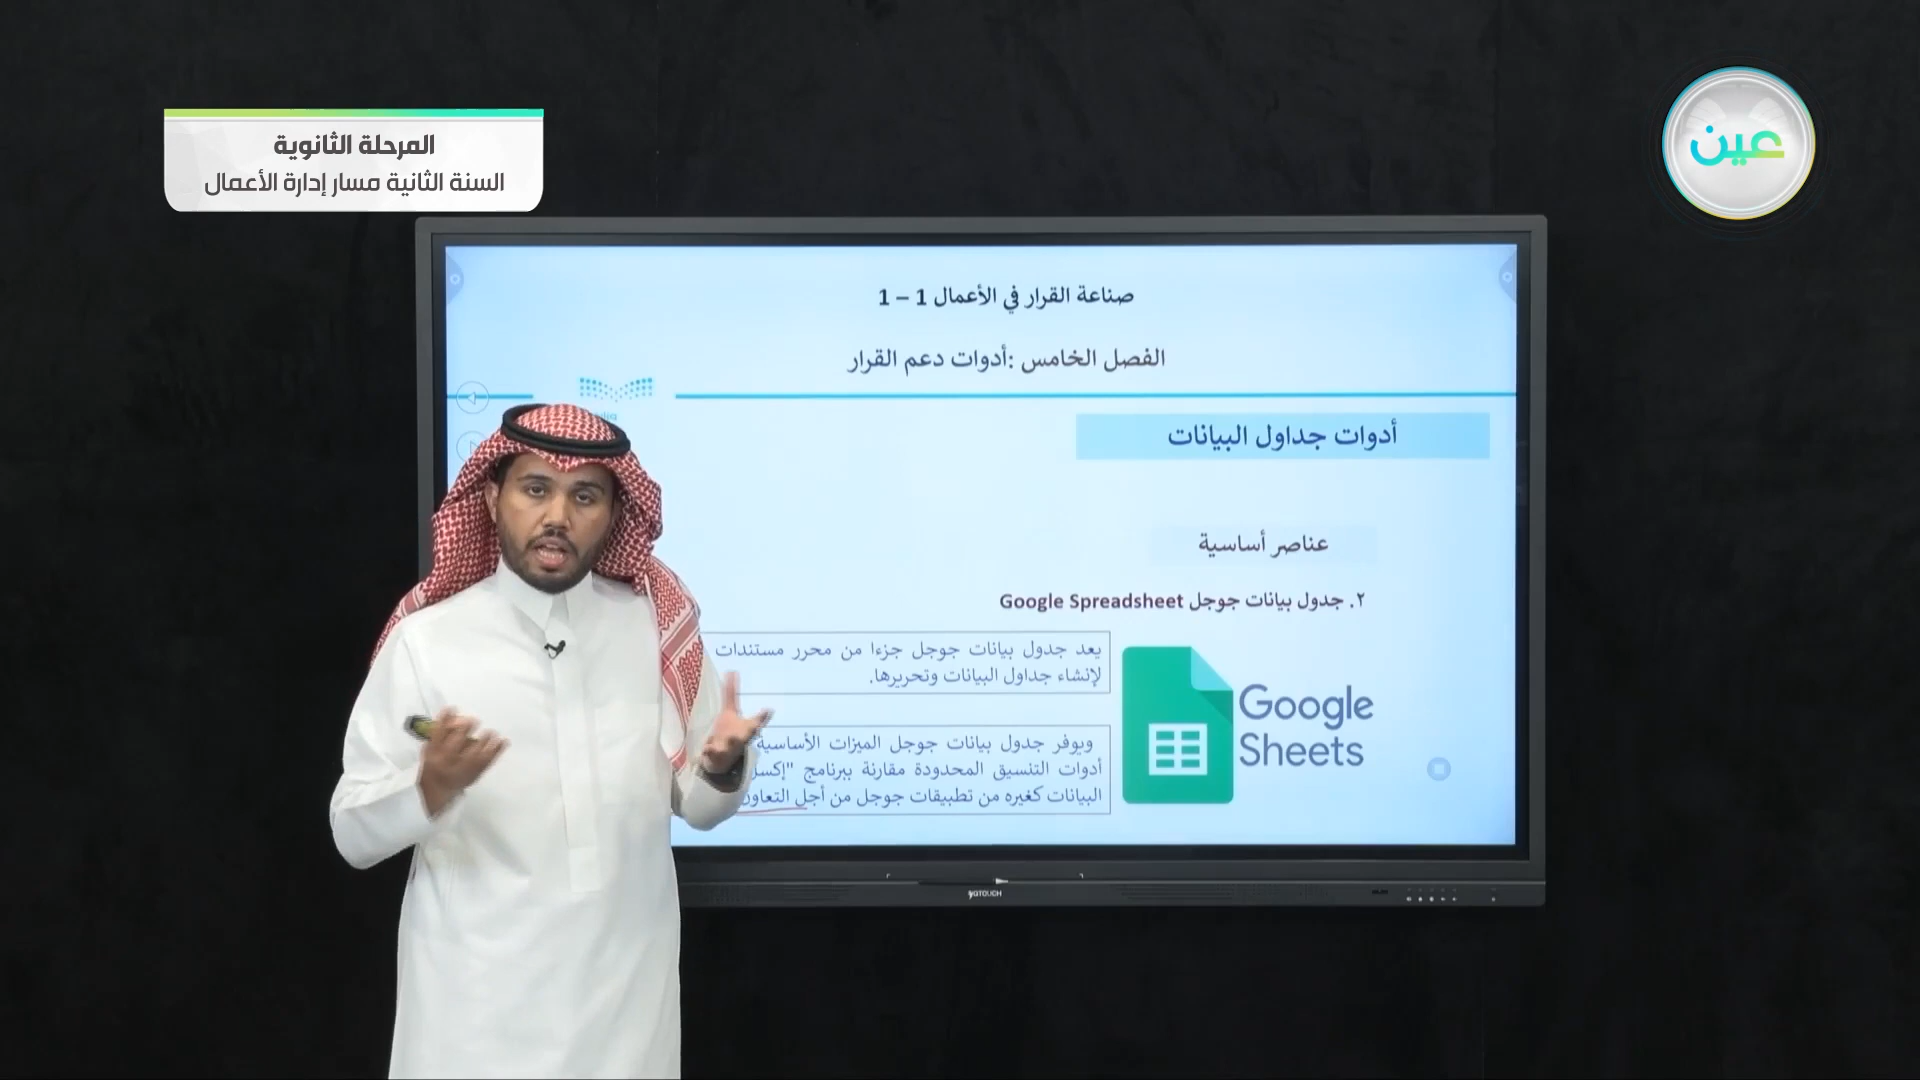 المرحلة الثانوية
السنة الثانية مسار إدارة الأعمال
عين
صناعة القرار في الأعمال 1 – 1
الفصل الخامس :أدوات دعم القرار
أدوات جداول البيانات
عناصر أساسية
٢. جدول بيانات جوجل Google Spreadsheet
يعد جدول بيانات جوجل جزءا من محرر مستندات
لإنشاء جداول البيانات وتحريرها.
ويوفر جدول بيانات جوجل الميزات الأساسية
أدوات التنسيق المحدودة مقارنة ببرنامج "إكسل
البيانات كغيره من تطبيقات جوجل من أجل التعاون
Google
Sheets